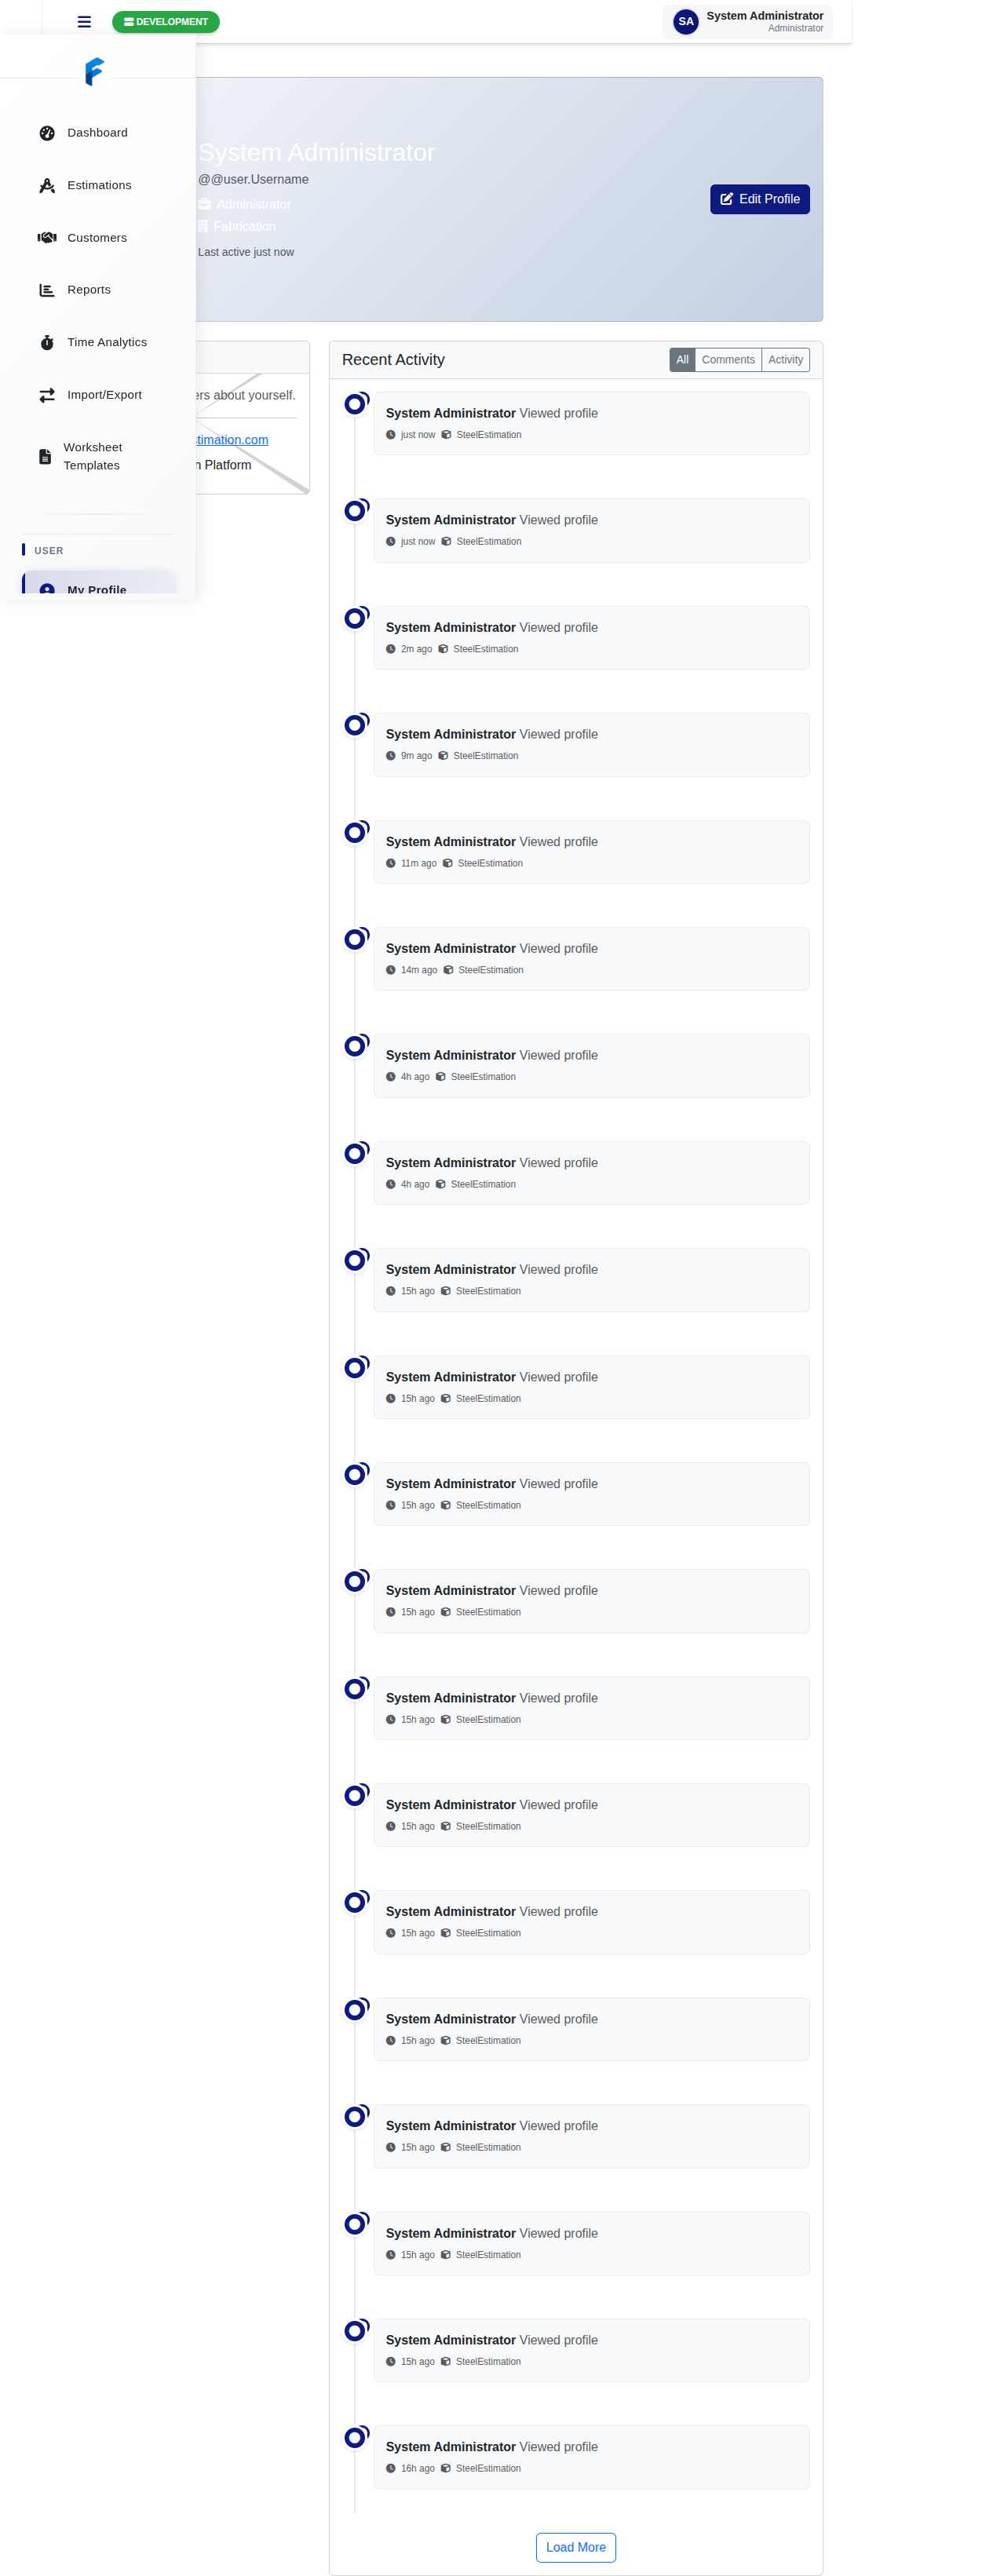 DEVELOPMENT
SA
System Administrator
Administrator
Dashboard
Estimations
Customers
Reports
Time Analytics
Import/Export
Worksheet
Templates
USER
My Profile
System Administrator
@@user.Username
Administrator
Fabrication
Last active just now
Edit Profile
about yourself.
timation.com
Platform
Recent Activity
All Comments Activity
System Administrator Viewed profile
just now SteelEstimation
System Administrator Viewed profile
just now SteelEstimation
System Administrator Viewed profile
2m ago SteelEstimation
System Administrator Viewed profile
9m ago SteelEstimation
System Administrator Viewed profile
11m ago SteelEstimation
System Administrator Viewed profile
14m ago SteelEstimation
System Administrator Viewed profile
4h ago SteelEstimation
System Administrator Viewed profile
4h ago SteelEstimation
System Administrator Viewed profile
15h ago SteelEstimation
System Administrator Viewed profile
15h ago SteelEstimation
System Administrator Viewed profile
15h ago SteelEstimation
System Administrator Viewed profile
15h ago SteelEstimation
System Administrator Viewed profile
15h ago SteelEstimation
System Administrator Viewed profile
15h ago SteelEstimation
System Administrator Viewed profile
15h ago SteelEstimation
System Administrator Viewed profile
15h ago SteelEstimation
System Administrator Viewed profile
15h ago SteelEstimation
System Administrator Viewed profile
15h ago SteelEstimation
System Administrator Viewed profile
15h ago SteelEstimation
System Administrator Viewed profile
16h ago SteelEstimation
Load More